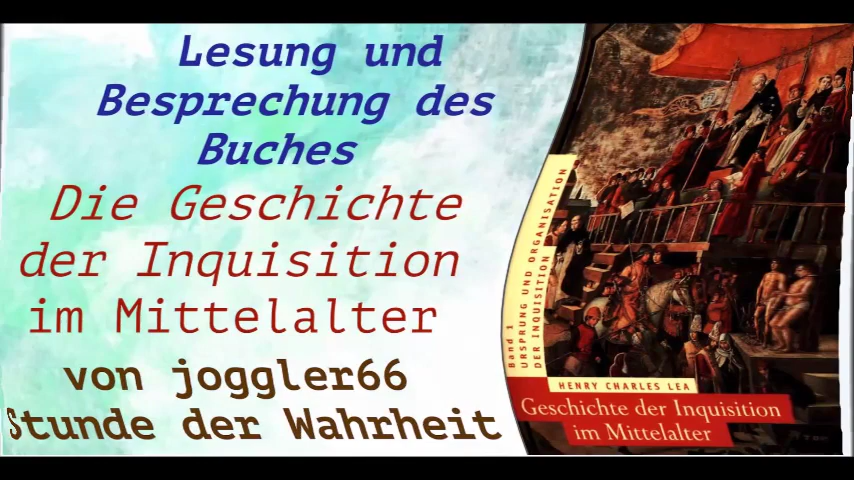 Lesung und
Besprechung des
Buches
Die Geschichte
der Inquisition
im Mittelalter
von joggler66
Stunde der Wahrheit
Band 1
URSPRUNG UND ORGANISATION
DER INQUISITION
HENRY CHARLES LEA
Geschichte der Inquisition
im Mittelalter